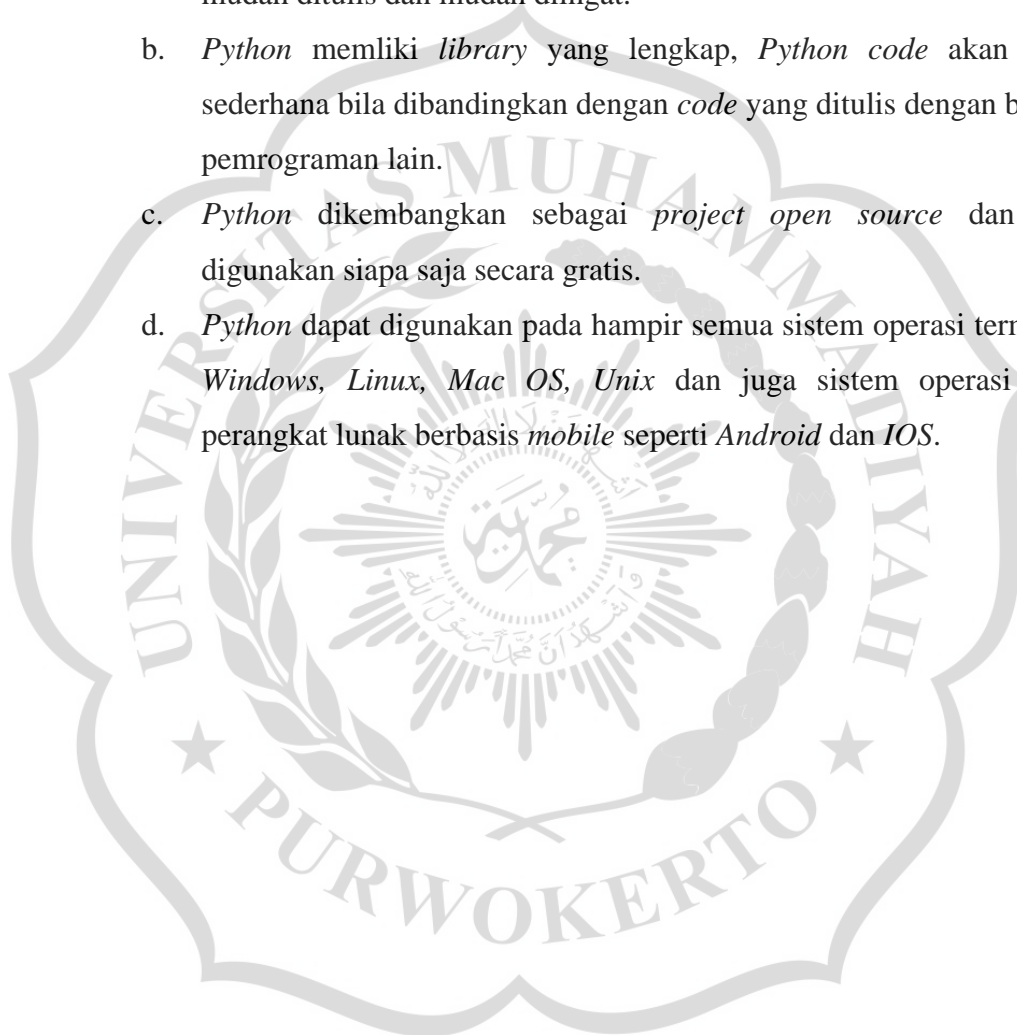 mudah ditulis dan mudah diingat.
b. Python memliki library yang lengkap, Python code akan
sederhana bila dibandingkan dengan code yang ditulis dengan b
pemrograman lain.
c. Python dikembangkan sebagai project open source dan
digunakan siapa saja secara gratis.
d. Python dapat digunakan pada hampir semua sistem operasi ter
Windows, Linux, Mac OS, Unix dan juga sistem operasi
perangkat lunak berbasis mobile seperti Android dan IOS.
UNIVERSITAS MUHAMMADIYAH
PURWOKERTO